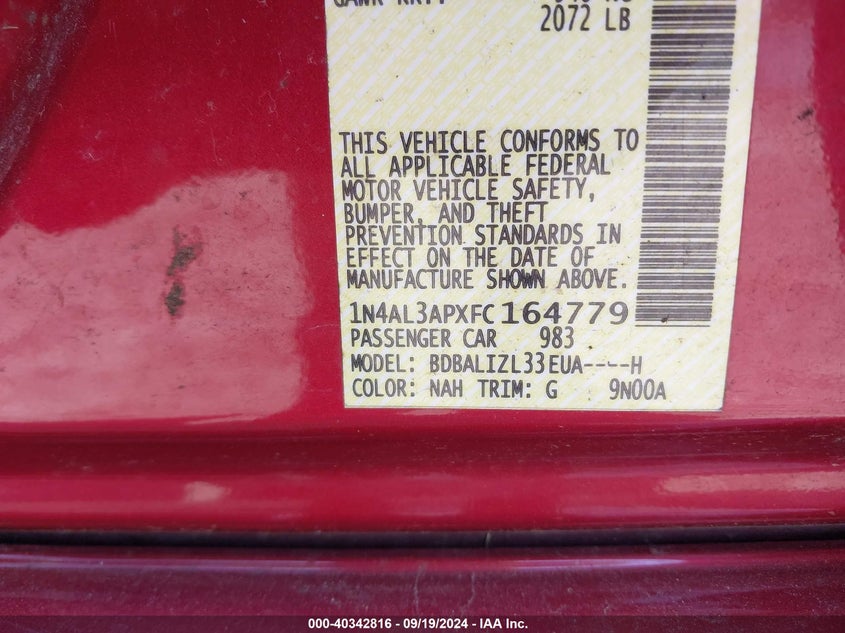 2072 LB
THIS VEHICLE CONFORMS TO
ALL APPLICABLE FEDERAL
MOTOR VEHICLE SAFETY,
BUMPER, AND THEFT
PREVENTION STANDARDS IN
EFFECT ON THE DATE OF
MANUFACTURE SHOWN ABOVE.
1N4AL3APXFC164779
PASSENGER CAR 983
MODEL: BDBALIZL33EUA----H
COLOR: NAH TRIM: G 9N00A
000-40342816 - 09/19/2024 - IAA Inc.